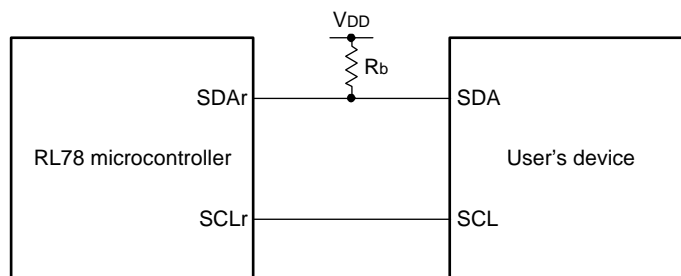 VDD
Rb
SDAr
SDA
RL78 microcontroller
User's device
SCLr
SCL